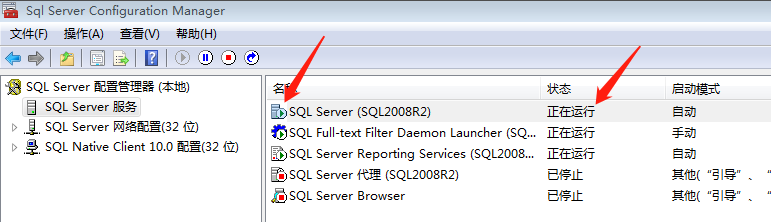 Sql Server Configuration Manager
文件(F) 操作(A) 查看(V) 帮助(H)
SQL Server 配置管理器 (本地)
SQL Server 服务
SQL Server 网络配置(32 位)
SQL Native Client 10.0 配置(32 位)
状态 启动模式
SQL Server (SQL2008R2) 正在运行 自动
SQL Full-text Filter Daemon Launcher (SQ... 正在运行 手动
SQL Server Reporting Services (SQL2008... 正在运行 自动
SQL Server 代理 (SQL2008R2) 已停止 其他(“引导”、“
SQL Server Browser 已停止 其他(“引导”、“